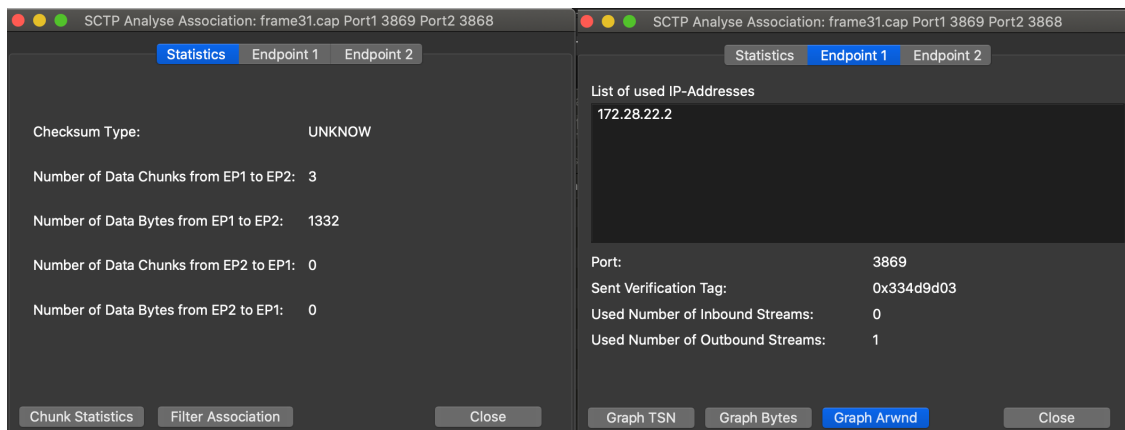 SCTP Analyse Association: frame31.cap Port1 3869 Port2 3868
Statistics Endpoint 1 Endpoint 2
Checksum Type: UNKNOW
Number of Data Chunks from EP1 to EP2: 3
Number of Data Bytes from EP1 to EP2: 1332
Number of Data Chunks from EP2 to EP1: 0
Number of Data Bytes from EP2 to EP1: 0
Chunk Statistics Filter Association Close
SCTP Analyse Association: frame31.cap Port1 3869 Port2 3868
Statistics Endpoint 1 Endpoint 2
List of used IP-Addresses
172.28.22.2
Port: 3869
Sent Verification Tag: 0x334d9d03
Used Number of Inbound Streams: 0
Used Number of Outbound Streams: 1
Graph TSN Graph Bytes Graph Arwnd Close